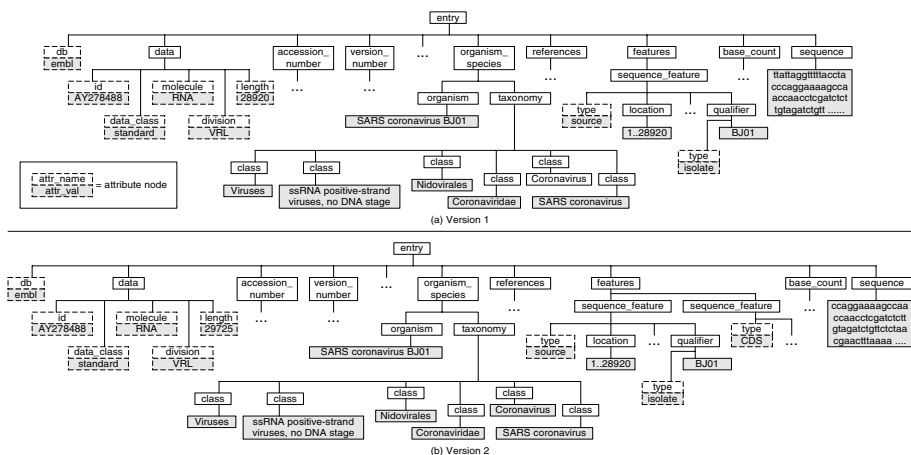 entry
db
embl
data
accession_
number
version_
number
...
organism_
species
references
features
base_count
sequence
...
...
...
...
id
AY278488
molecule
RNA
length
28920
data_class
standard
division
VRL
organism
SARS coronavirus BJ01
taxonomy
sequence_feature
type
source
location
1..28920
...
qualifier
BJ01
type
isolate
ttattaggtttttaccta
cccaggaaaagcca
accaacctcgatctct
tgtagatctgtt ......
class
Viruses
class
ssRNA positive-strand
viruses, no DNA stage
class
Nidovirales
class
Coronaviridae
class
Coronavirus
class
SARS coronavirus
attr_name
attr_val
= attribute node
(a) Version 1
entry
db
embl
data
accession_
number
version_
number
...
organism_
species
references
features
base_count
sequence
...
...
...
...
id
AY278488
molecule
RNA
length
29725
data_class
standard
division
VRL
organism
SARS coronavirus BJ01
taxonomy
sequence_feature
type
source
location
1..28920
...
qualifier
BJ01
type
isolate
sequence_feature
type
CDS
...
ccaggaaaagccaa
ccaacctcgatctctt
gtagatctgttctctaa
cgaactttaaaa ....
class
Viruses
class
ssRNA positive-strand
viruses, no DNA stage
class
Nidovirales
class
Coronaviridae
class
Coronavirus
class
SARS coronavirus
(b) Version 2